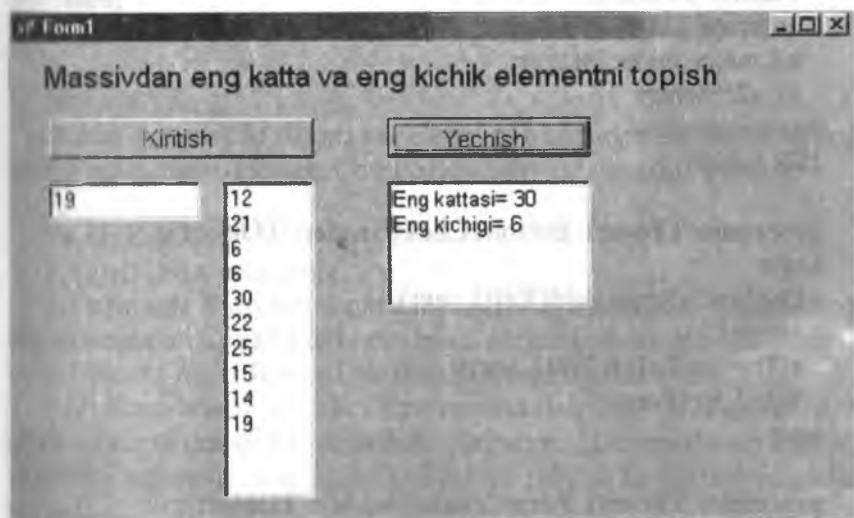 Form1
Massivdan eng katta va eng kichik elementni topish
Kiritish
Yechish
19
12
21
6
6
30
22
25
15
14
19
Eng kattasi= 30
Eng kichigi= 6